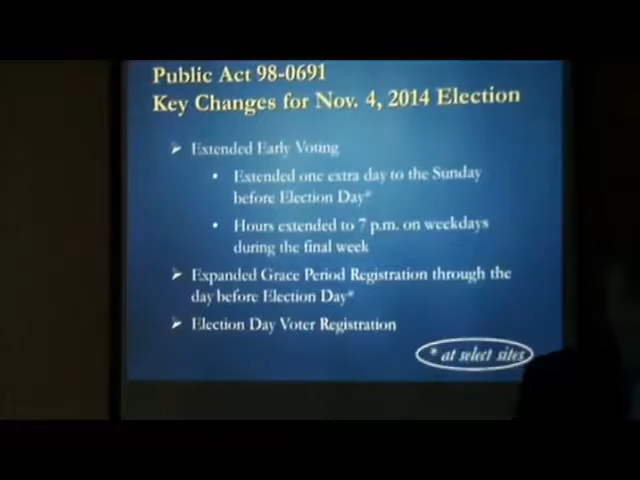 Public Act 98-0691
Key Changes for Nov. 4, 2014 Election
➢ Extended Early Voting
• Extended one extra day to the Sunday
before Election Day*
• Hours extended to 7 p.m. on weekdays
during the final week
➢ Expanded Grace Period Registration through the
day before Election Day*
➢ Election Day Voter Registration
* at select sites